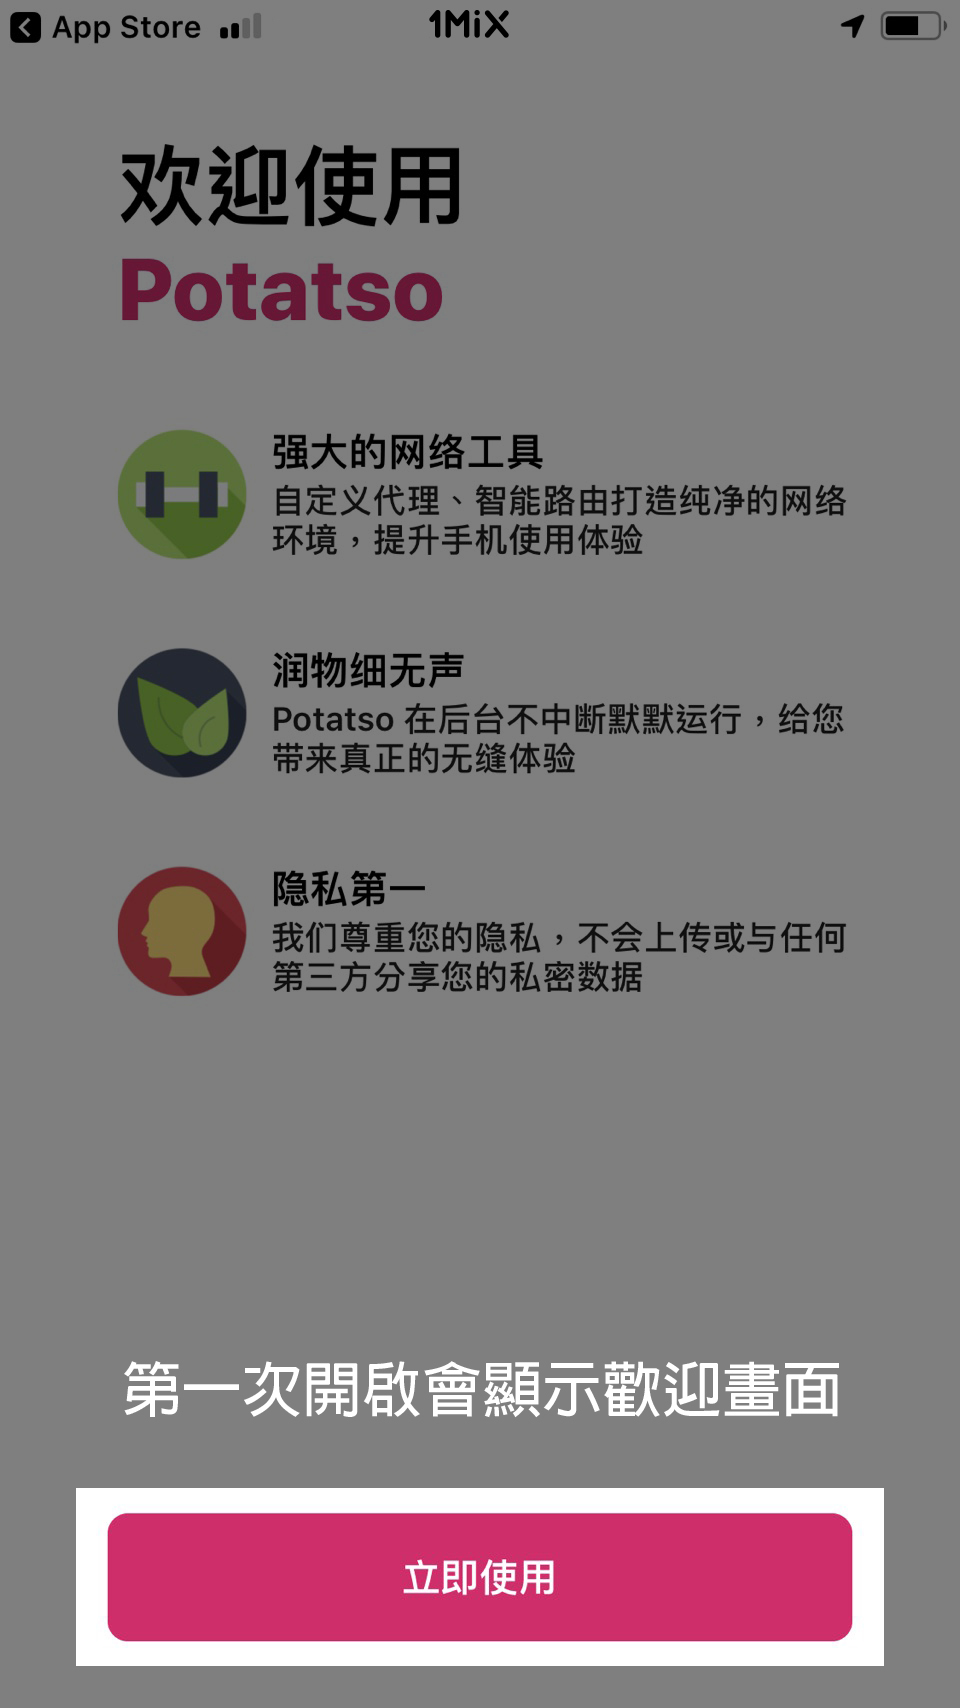 App Store
1MiX
欢迎使用
Potatso
强大的网络工具
自定义代理、智能路由打造纯净的网络
环境，提升手机使用体验
润物细无声
Potatso 在后台不中断默默运行，给您
带来真正的无缝体验
隐私第一
我们尊重您的隐私，不会上传或与任何
第三方分享您的私密数据
第一次開啟會顯示歡迎畫面
立即使用